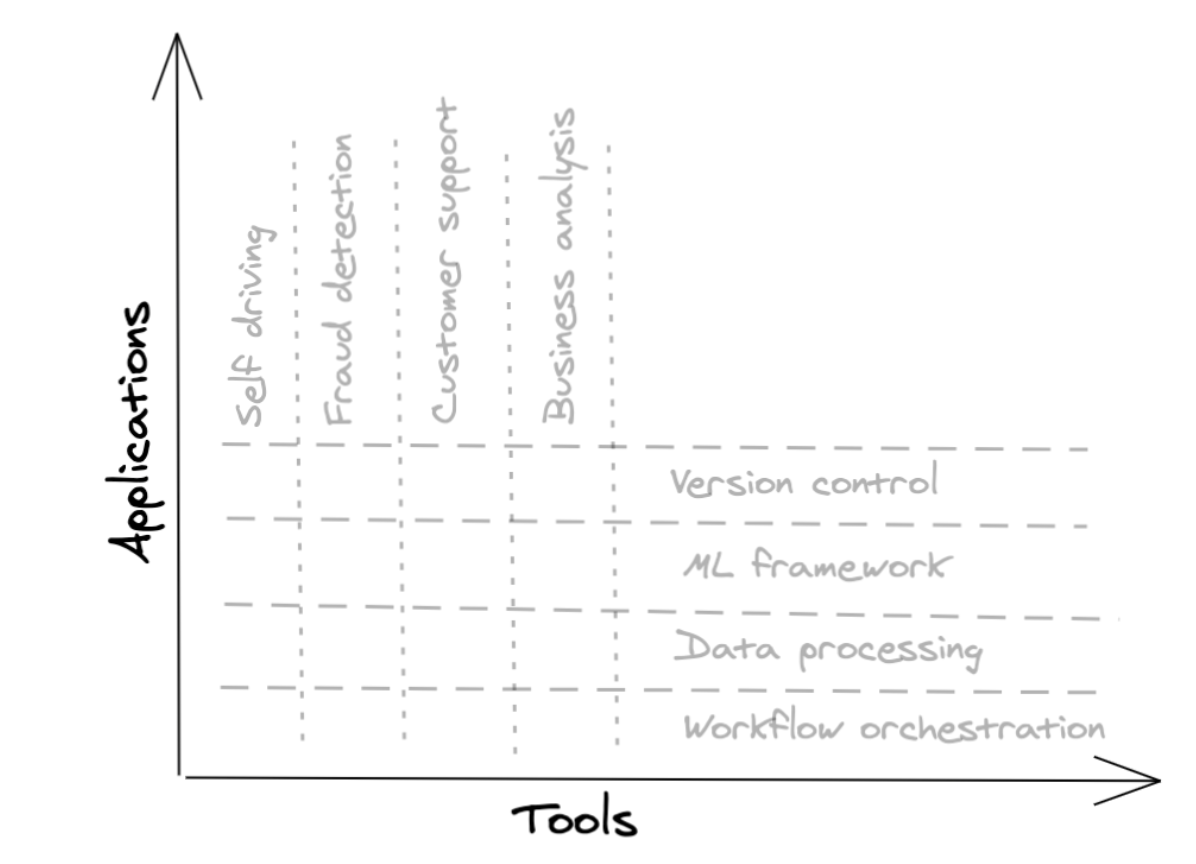 Applications
Self driving
Fraud detection
Customer support
Business analysis
Version control
ML framework
Data processing
Workflow orchestration
Tools